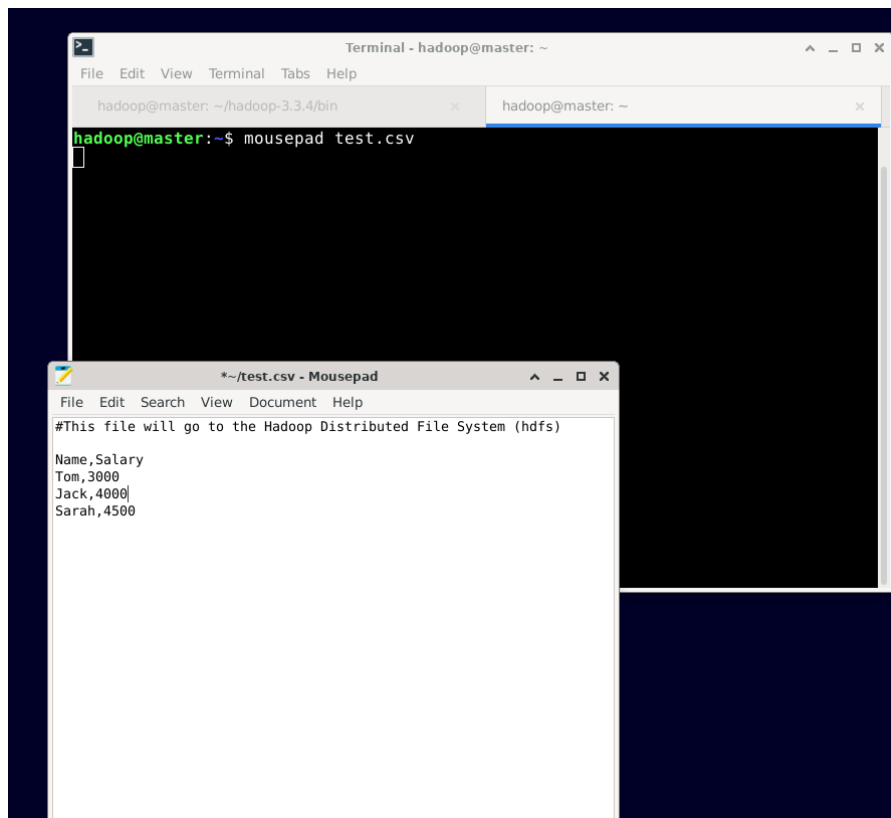 Terminal - hadoop@master: ~
File Edit View Terminal Tabs Help
hadoop@master: ~/hadoop-3.3.4/bin
hadoop@master: ~
hadoop@master:~$ mousepad test.csv
*~/test.csv - Mousepad
File Edit Search View Document Help
#This file will go to the Hadoop Distributed File System (hdfs)
Name,Salary
Tom,3000
Jack,4000
Sarah,4500